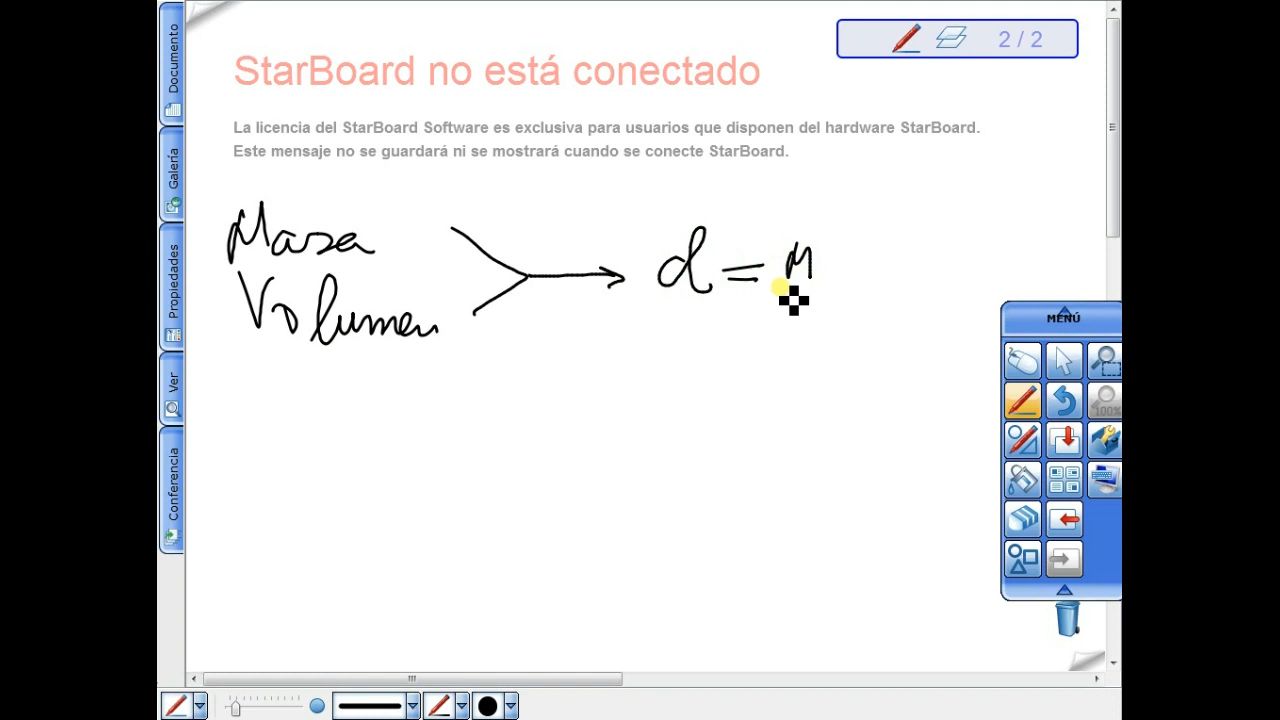 Documento
Galería
Propiedades
Ver
Conferencia
2 / 2
StarBoard no está conectado
La licencia del StarBoard Software es exclusiva para usuarios que disponen del hardware StarBoard.
Este mensaje no se guardará ni se mostrará cuando se conecte StarBoard.
Masa
Volumen
d = M
MENÚ
100%